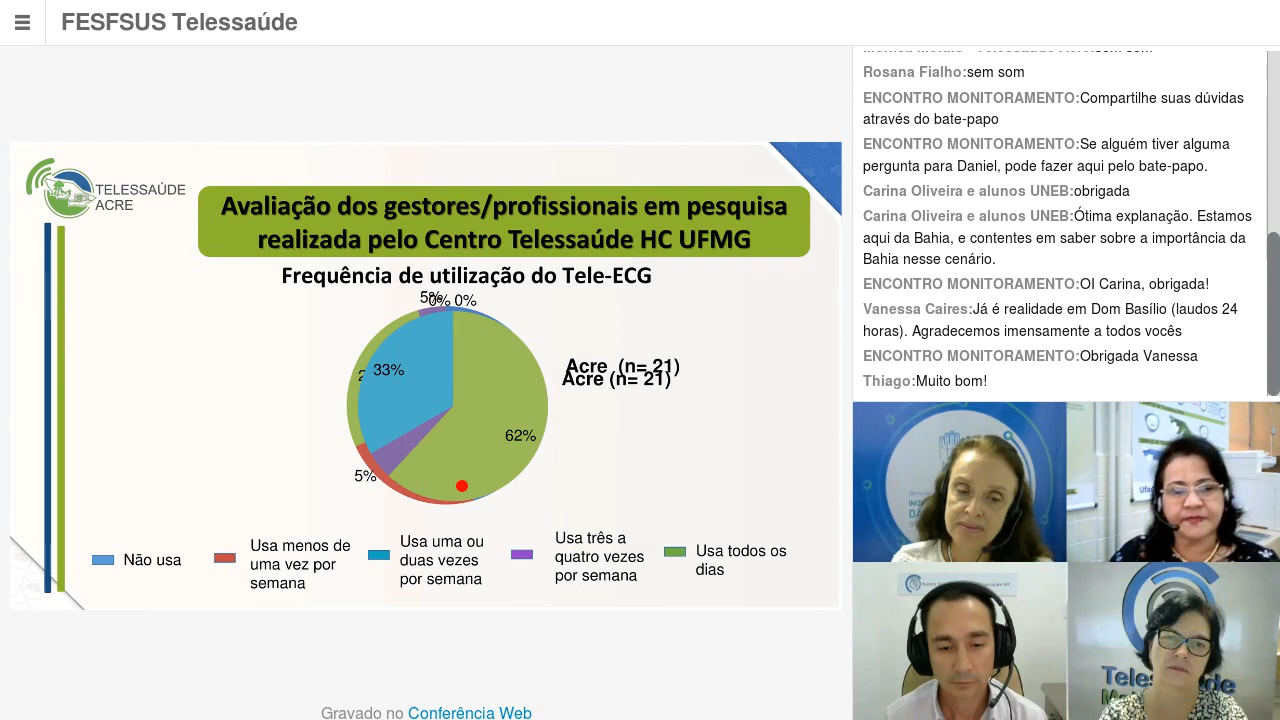 FESFSUS Telessaúde
TELESSAÚDE
ACRE
Avaliação dos gestores/profissionais em pesquisa
realizada pelo Centro Telessaúde HC UFMG
Frequência de utilização do Tele-ECG
5%
0% 0%
33%
Acre (n= 21)
Acre (n= 21)
62%
5%
Não usa
Usa menos de
uma vez por
semana
Usa uma ou
duas vezes
por semana
Usa três a
quatro vezes
por semana
Usa todos os
dias
Gravado no Conferência Web
Rosana Fialho:sem som
ENCONTRO MONITORAMENTO:Compartilhe suas dúvidas
através do bate-papo
ENCONTRO MONITORAMENTO:Se alguém tiver alguma
pergunta para Daniel, pode fazer aqui pelo bate-papo.
Carina Oliveira e alunos UNEB:obrigada
Carina Oliveira e alunos UNEB:Ótima explanação. Estamos
aqui da Bahia, e contentes em saber sobre a importância da
Bahia nesse cenário.
ENCONTRO MONITORAMENTO:OI Carina, obrigada!
Vanessa Caires:Já é realidade em Dom Basílio (laudos 24
horas). Agradecemos imensamente a todos vocês
ENCONTRO MONITORAMENTO:Obrigada Vanessa
Thiago:Muito bom!